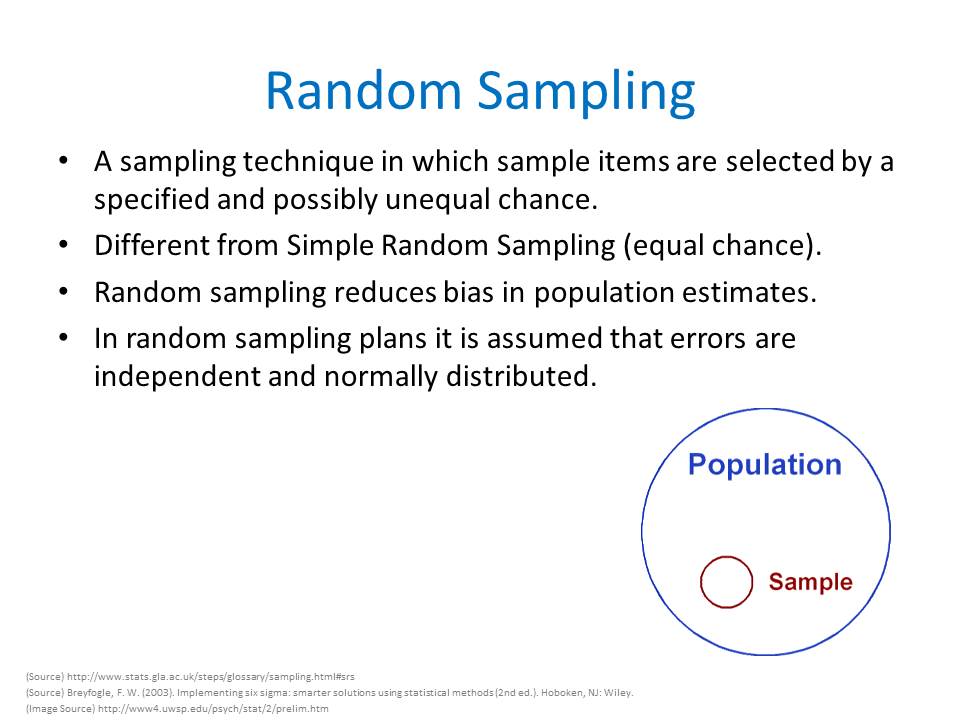 Random Sampling
• A sampling technique in which sample items are selected by a
specified and possibly unequal chance.
• Different from Simple Random Sampling (equal chance).
• Random sampling reduces bias in population estimates.
• In random sampling plans it is assumed that errors are
independent and normally distributed.
Population
Sample
(Source) http://www.stats.gla.ac.uk/steps/glossary/sampling.html#srs
(Source) Breyfogle, F. W. (2003). Implementing six sigma: smarter solutions using statistical methods (2nd ed.). Hoboken, NJ: Wiley.
(Image Source) http://www4.uwsp.edu/psych/stat/2/prelim.htm